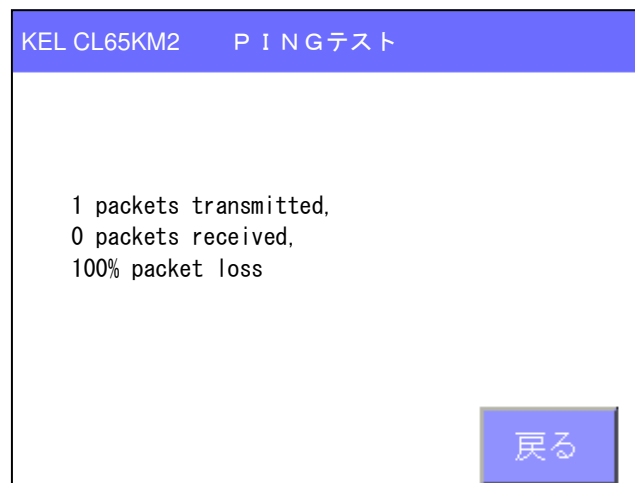 KEL CL65KM2 ＰＩＮＧテスト
1 packets transmitted,
0 packets received,
100% packet loss
戻る